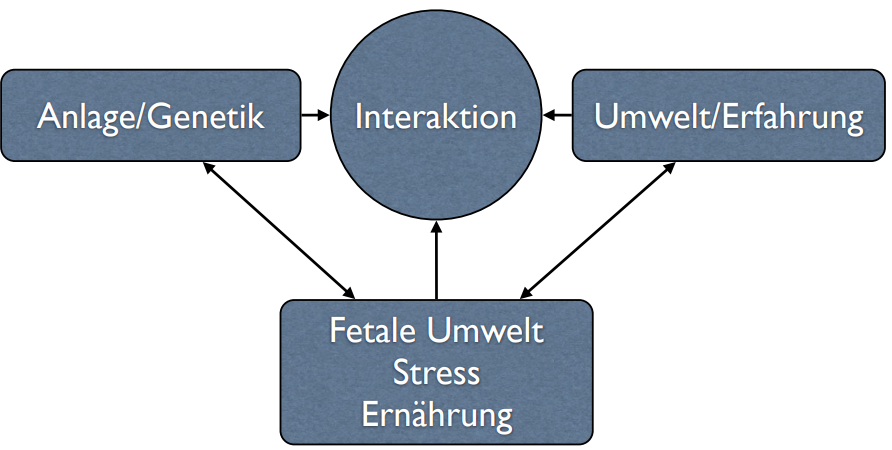 Anlage/Genetik
Interaktion
Umwelt/Erfahrung
Fetale Umwelt
Stress
Ernährung